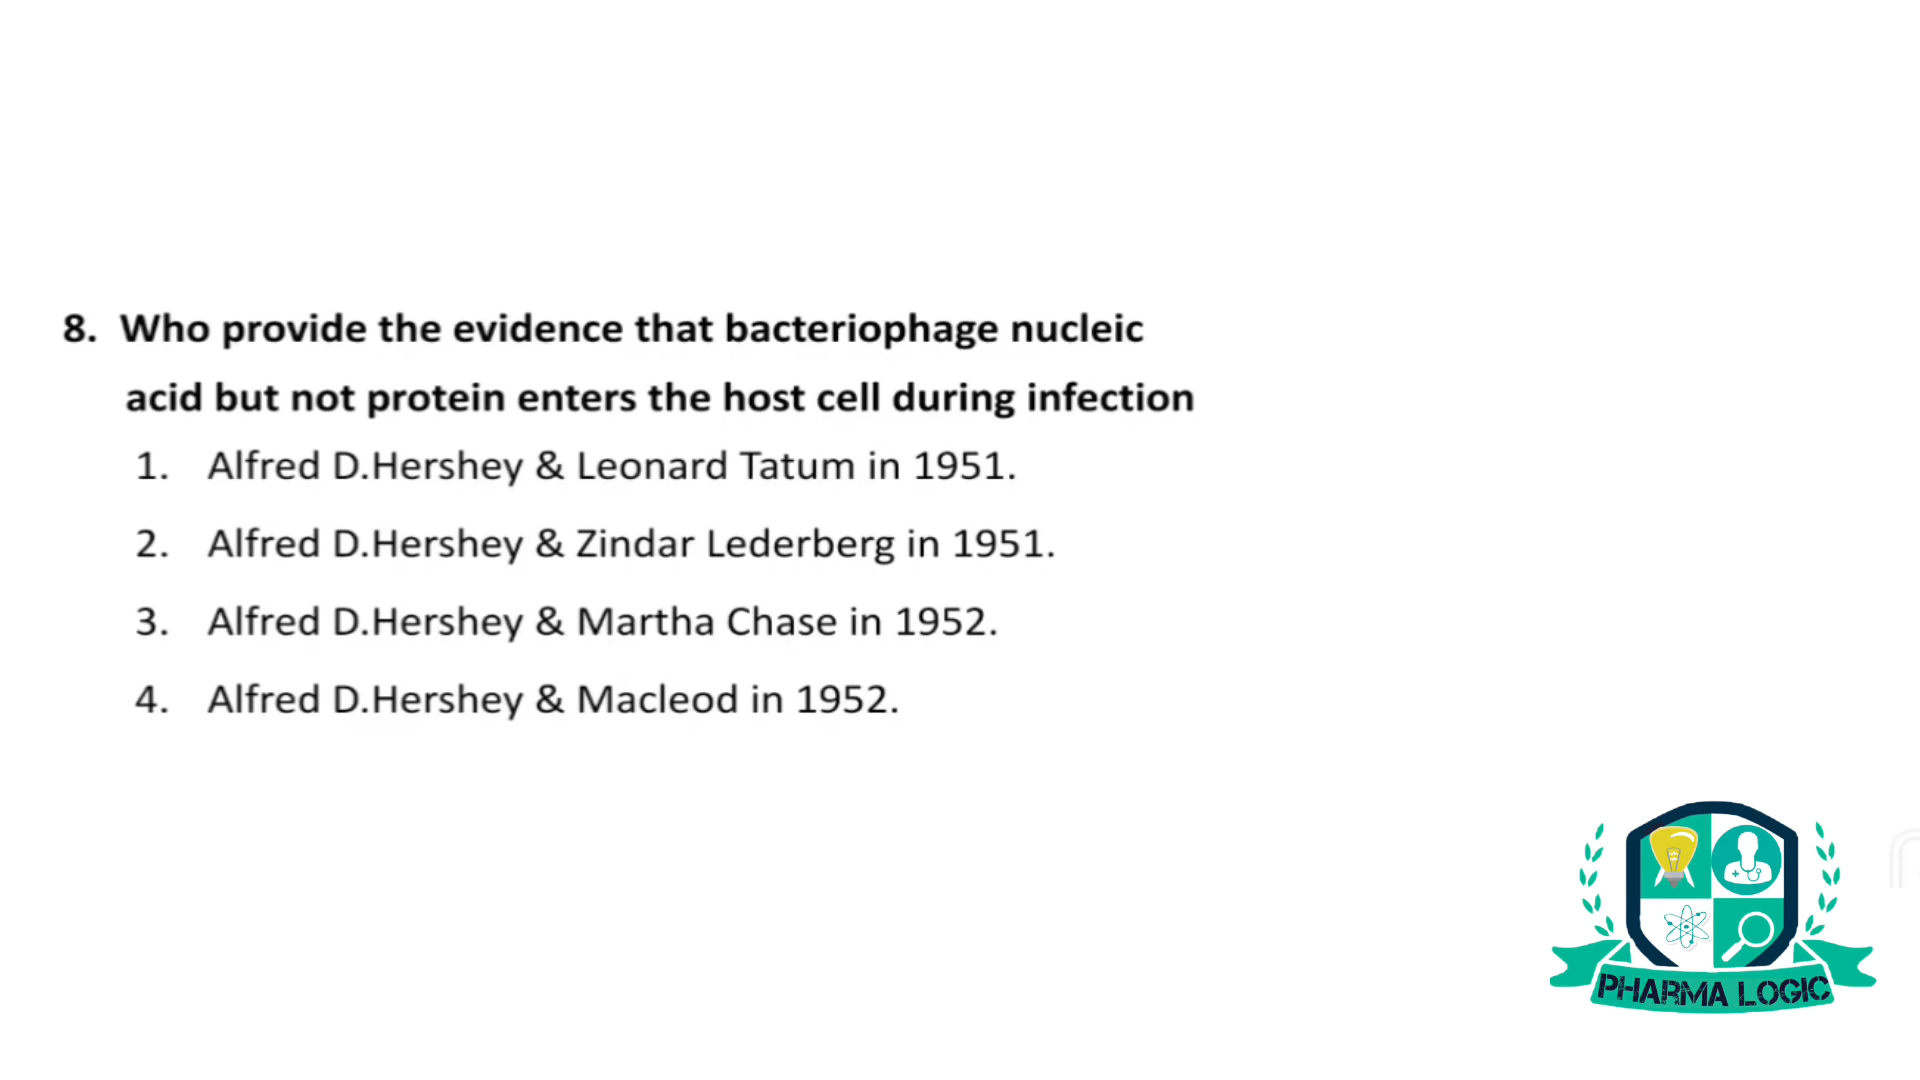 8. Who provide the evidence that bacteriophage nucleic
acid but not protein enters the host cell during infection
1. Alfred D.Hershey & Leonard Tatum in 1951.
2. Alfred D.Hershey & Zindar Lederberg in 1951.
3. Alfred D.Hershey & Martha Chase in 1952.
4. Alfred D.Hershey & Macleod in 1952.
PHARMA LOGIC